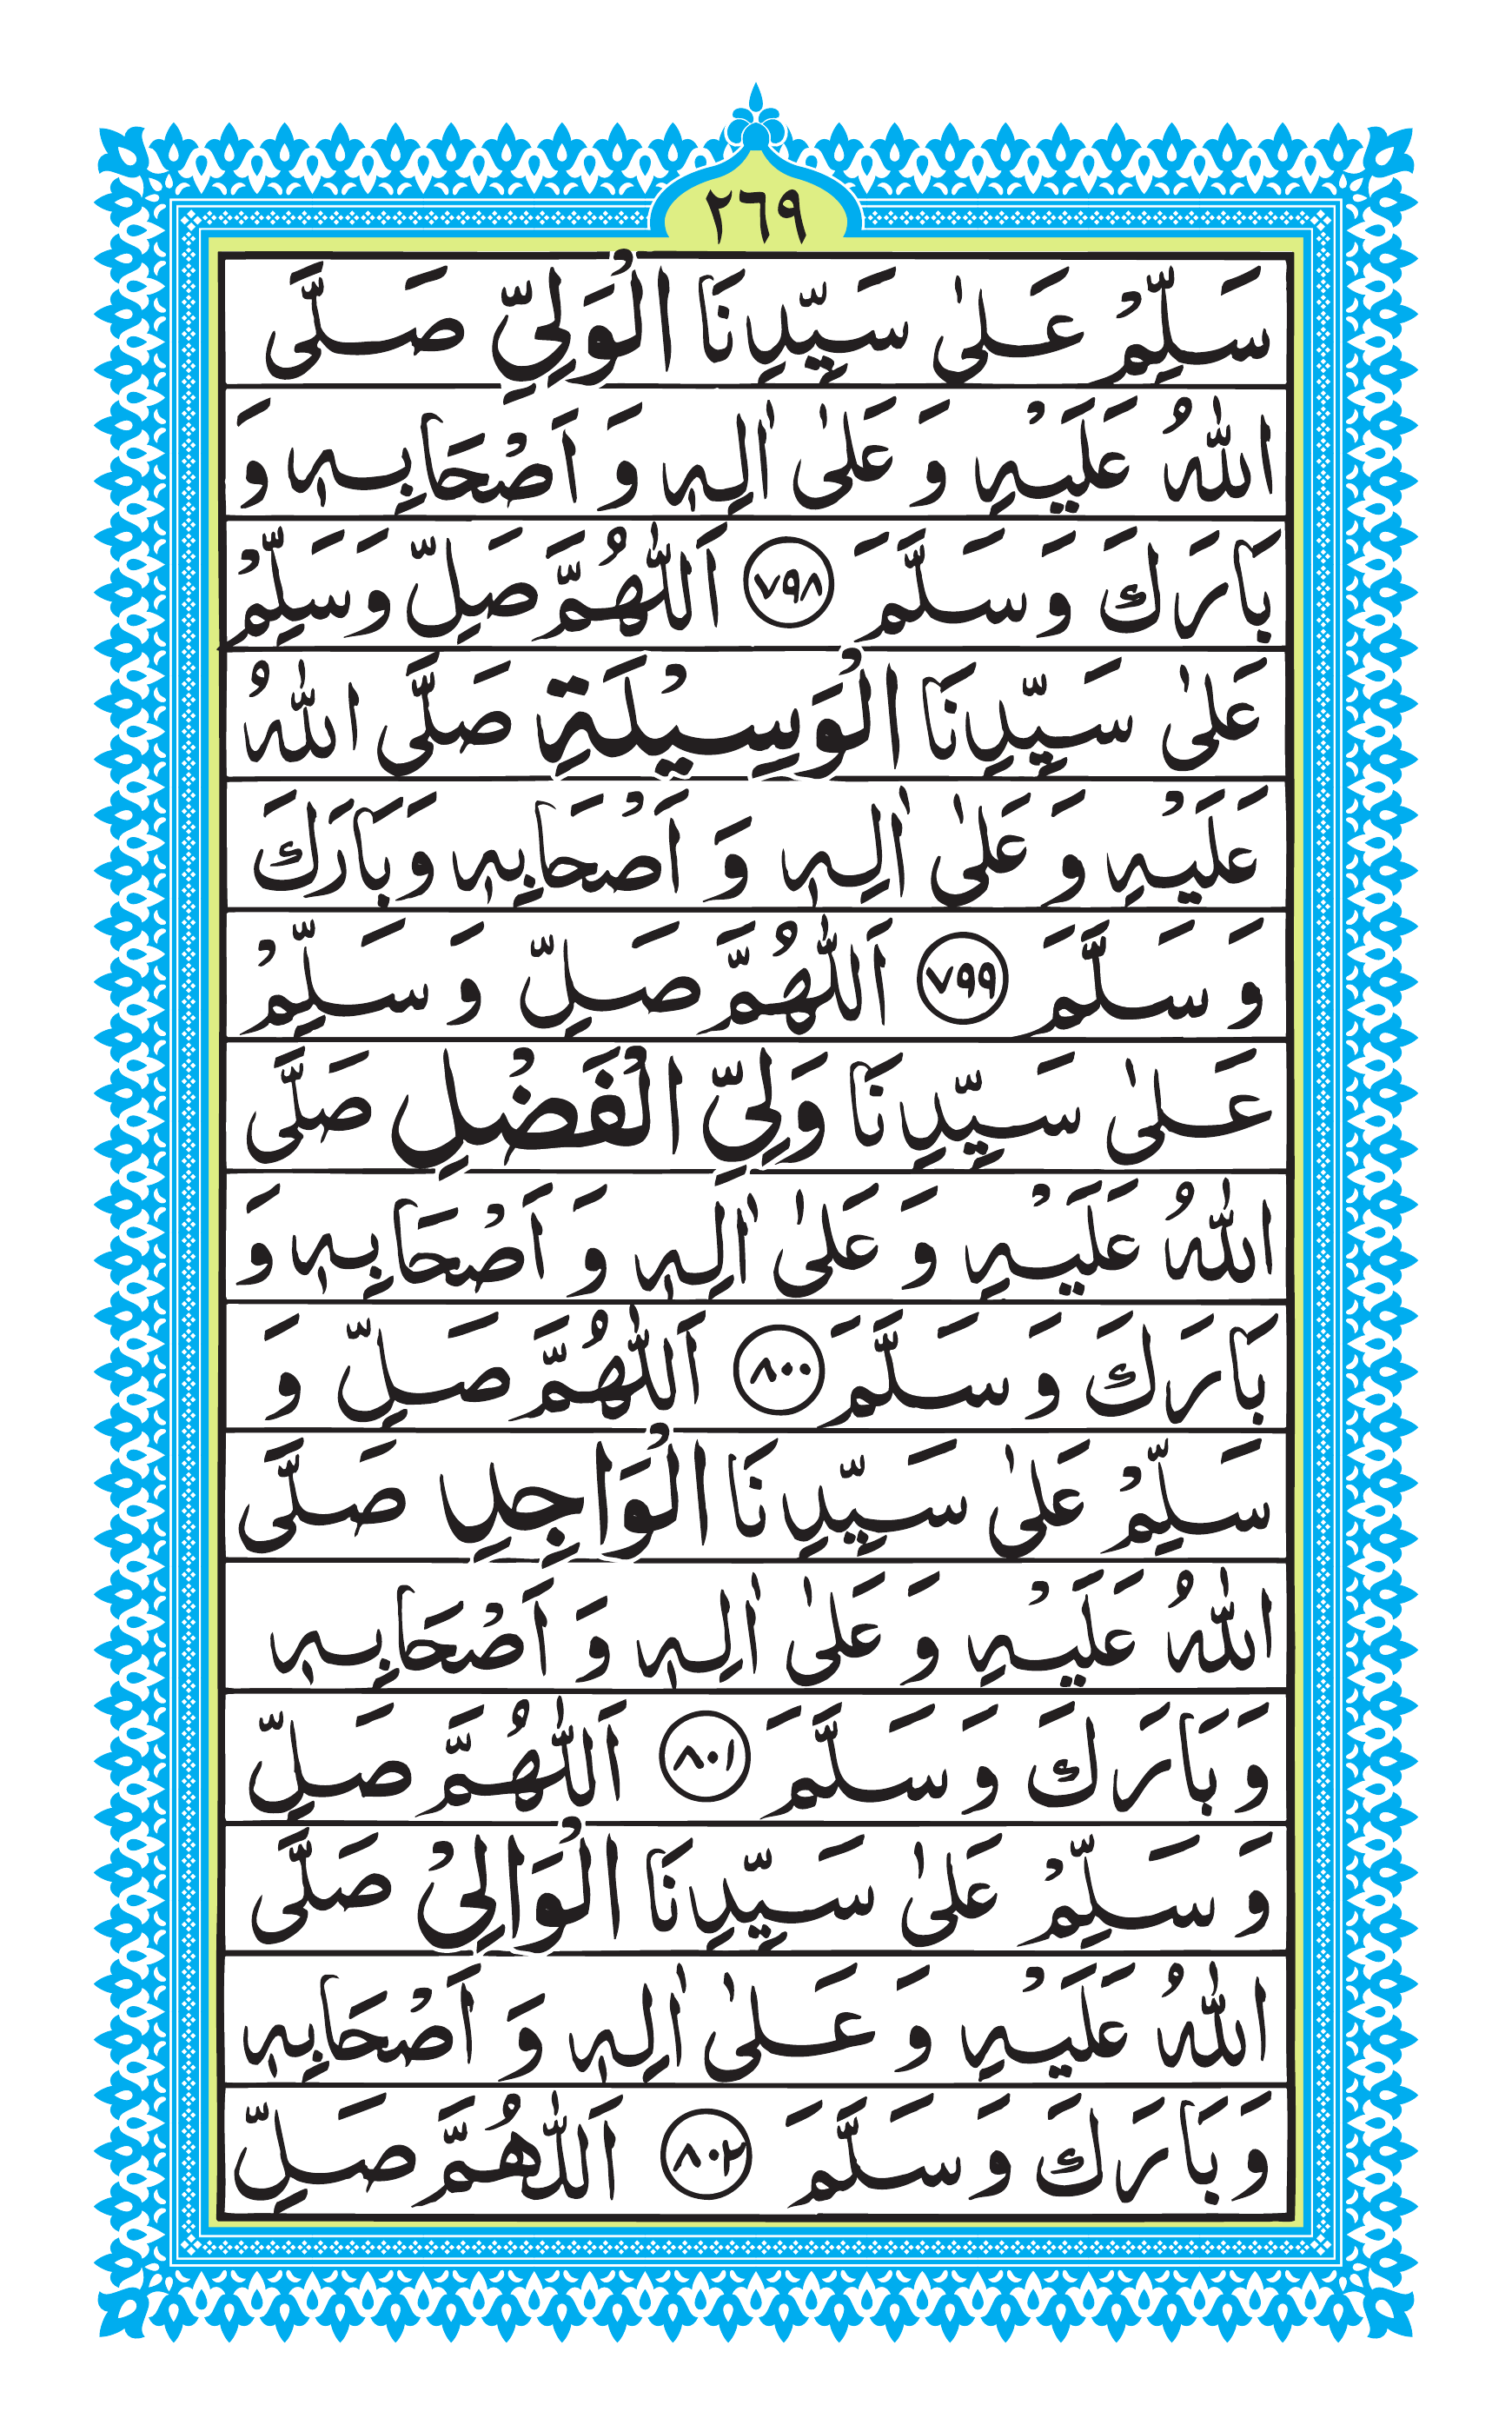 ٢٦٩
سَلِّمْ عَلٰى سَيِّدِنَا الْوَلِيِّ صَلَّى
اللّٰهُ عَلَيْهِ وَ عَلٰى اٰلِهٖ وَ اَصْحَابِهٖ وَ
بَارَكَ وَ سَلَّمَ ٧٩٨ اَللّٰهُمَّ صَلِّ وَسَلِّمْ
عَلٰى سَيِّدِنَا الْوَسِيْلَةِ صَلَّى اللّٰهُ
عَلَيْهِ وَ عَلٰى اٰلِهٖ وَ اَصْحَابِهٖ وَبَارَكَ
وَ سَلَّمَ ٧٩٩ اَللّٰهُمَّ صَلِّ وَ سَلِّمْ
عَلٰى سَيِّدِنَا وَلِيِّ الْفَضْلِ صَلَّى
اللّٰهُ عَلَيْهِ وَ عَلٰى اٰلِهٖ وَ اَصْحَابِهٖ وَ
بَارَكَ وَ سَلَّمَ ٨٠٠ اَللّٰهُمَّ صَلِّ وَ
سَلِّمْ عَلٰى سَيِّدِنَا الْوَاجِدِ صَلَّى
اللّٰهُ عَلَيْهِ وَ عَلٰى اٰلِهٖ وَ اَصْحَابِهٖ
وَبَارَكَ وَ سَلَّمَ ٨٠١ اَللّٰهُمَّ صَلِّ
وَ سَلِّمْ عَلٰى سَيِّدِنَا الْوَالِيْ صَلَّى
اللّٰهُ عَلَيْهِ وَ عَلٰى اٰلِهٖ وَ اَصْحَابِهٖ
وَبَارَكَ وَ سَلَّمَ ٨٠٢ اَللّٰهُمَّ صَلِّ